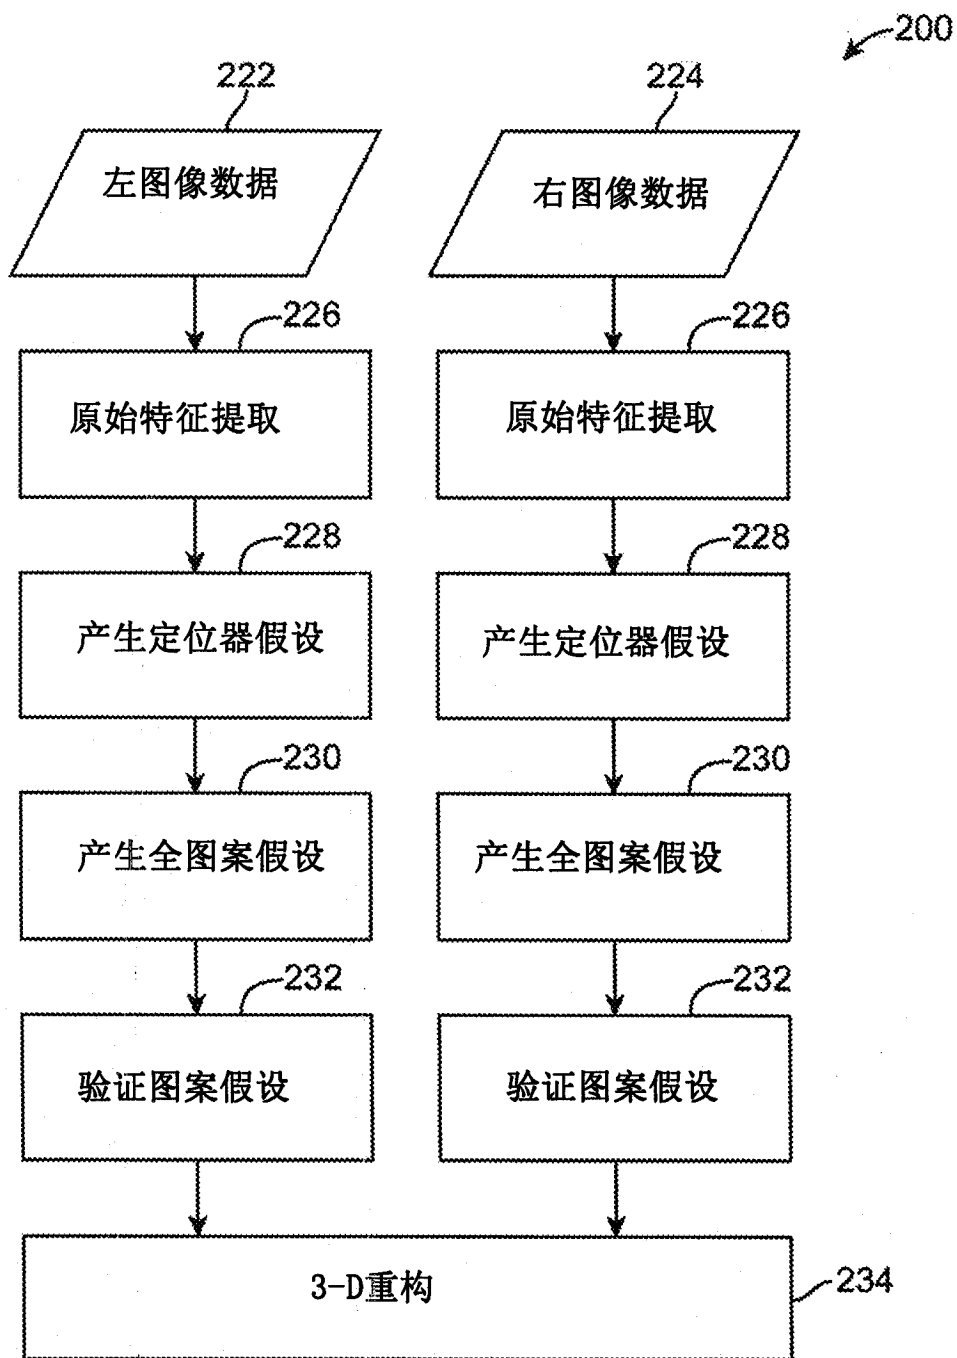 200
222
224
左图像数据
右图像数据
226
226
原始特征提取
原始特征提取
228
228
产生定位器假设
产生定位器假设
230
230
产生全图案假设
产生全图案假设
232
232
验证图案假设
验证图案假设
3-D重构
234